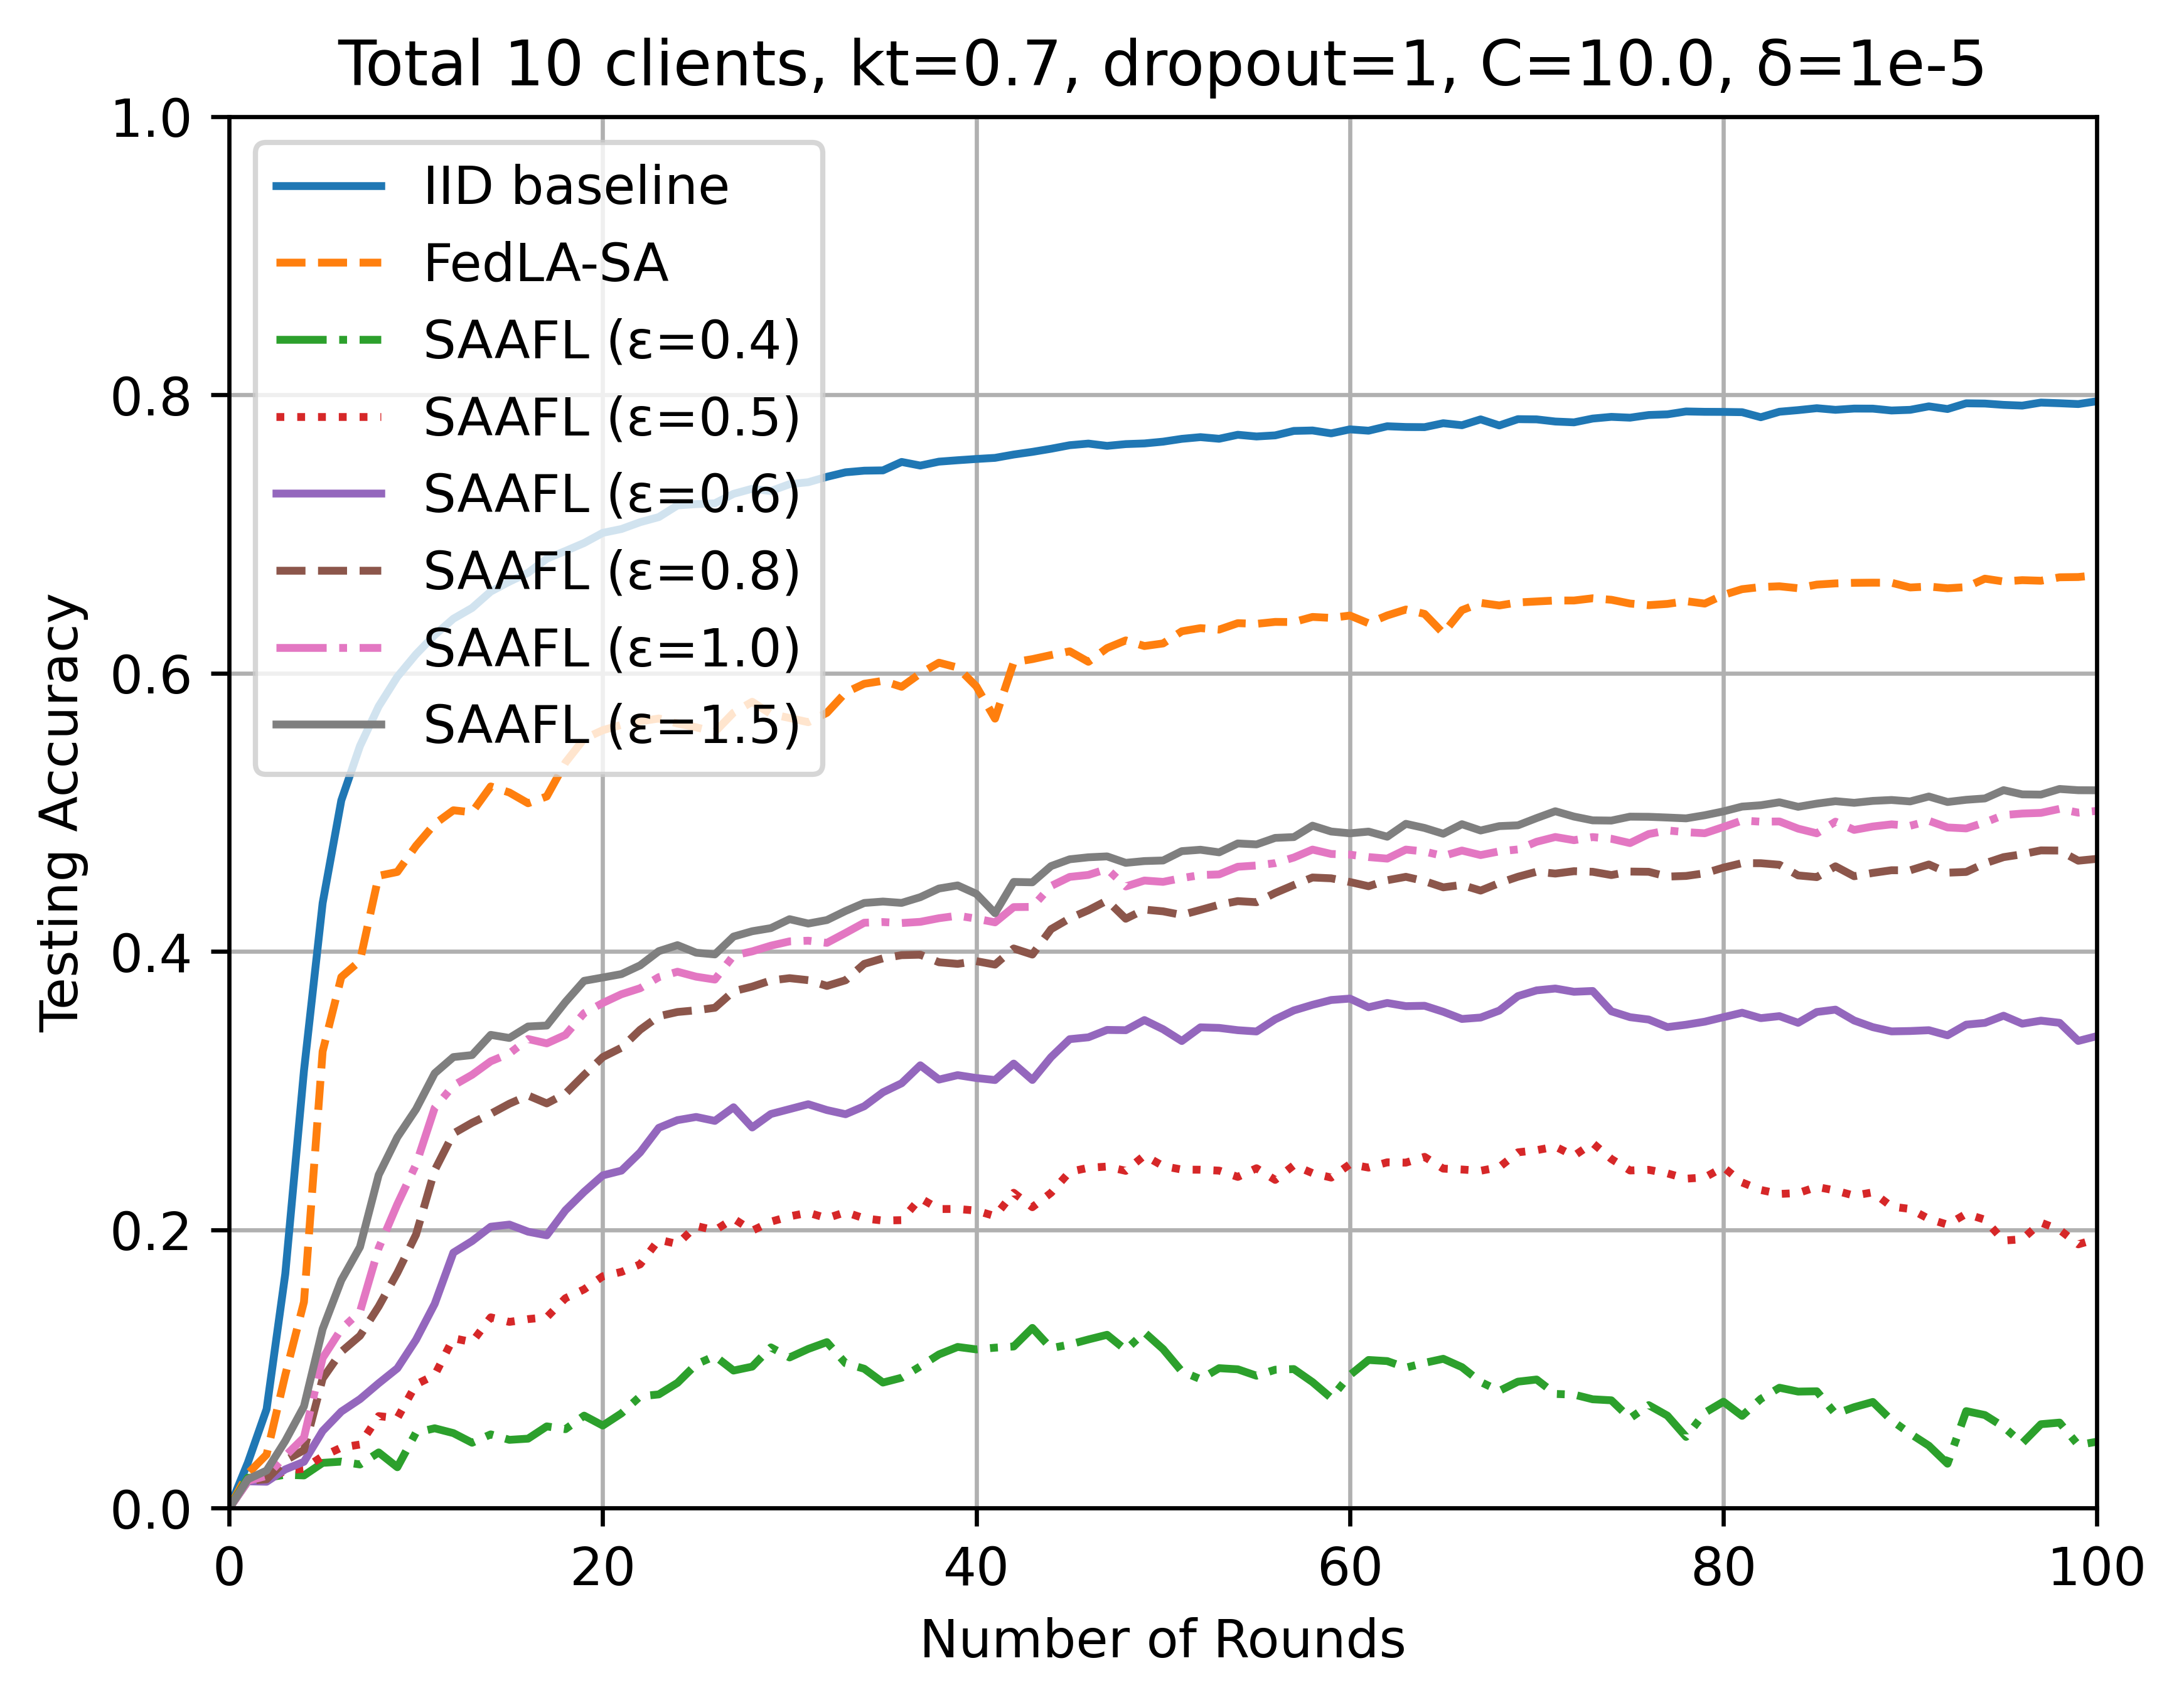 Total 10 clients, kt=0.7, dropout=1, C=10.0, δ=1e-5
1.0
0.8
0.6
0.4
0.2
0.0
Testing Accuracy
IID baseline
FedLA-SA
SAAFL (ε=0.4)
SAAFL (ε=0.5)
SAAFL (ε=0.6)
SAAFL (ε=0.8)
SAAFL (ε=1.0)
SAAFL (ε=1.5)
0 20 40 60 80 100
Number of Rounds